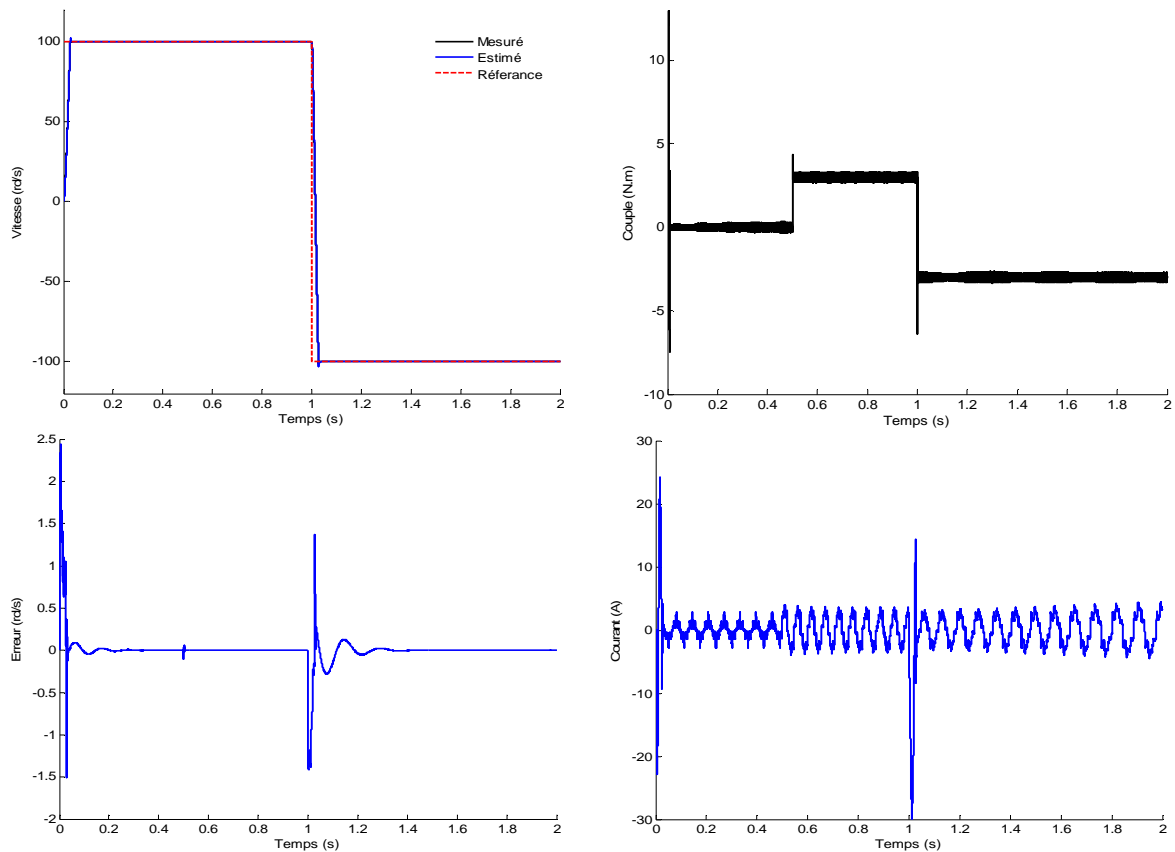 100
50
0
-50
-100
Vitesse (rd/s)
Mesuré
Estimé
Réferance
0 0.2 0.4 0.6 0.8 1 1.2 1.4 1.6 1.8 2
Temps (s)
10
5
0
-5
-10
Couple (N.m)
0 0.2 0.4 0.6 0.8 1 1.2 1.4 1.6 1.8 2
Temps (s)
2.5
2
1.5
1
0.5
0
-0.5
-1
-1.5
-2
Erreur (rd/s)
0 0.2 0.4 0.6 0.8 1 1.2 1.4 1.6 1.8 2
Temps (s)
30
20
10
0
-10
-20
-30
Courant (A)
0 0.2 0.4 0.6 0.8 1 1.2 1.4 1.6 1.8 2
Temps (s)